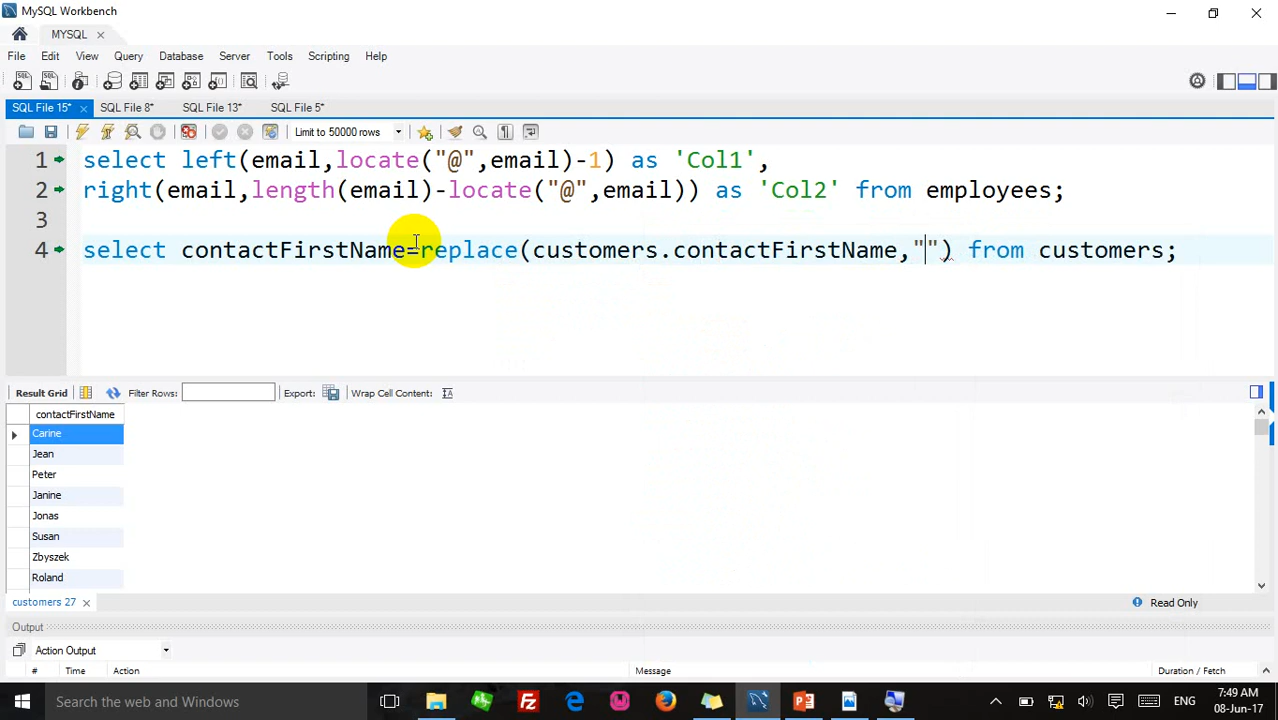 MySQL Workbench
MYSQL
File Edit View Query Database Server Tools Scripting Help
SQL File 15* SQL File 8* SQL File 13* SQL File 5*
Limit to 50000 rows
1 select left(email,locate("@",email)-1) as 'Col1',
2 right(email,length(email)-locate("@",email)) as 'Col2' from employees;
3
4 select contactFirstName=replace(customers.contactFirstName,"") from customers;
Result Grid Filter Rows: Export: Wrap Cell Content:
contactFirstName
Carine
Jean
Peter
Janine
Jonas
Susan
Zbyszek
Roland
customers 27 Read Only
Output
Action Output
# Time Action Message Duration / Fetch
Search the web and Windows ENG 7:49 AM
08-Jun-17